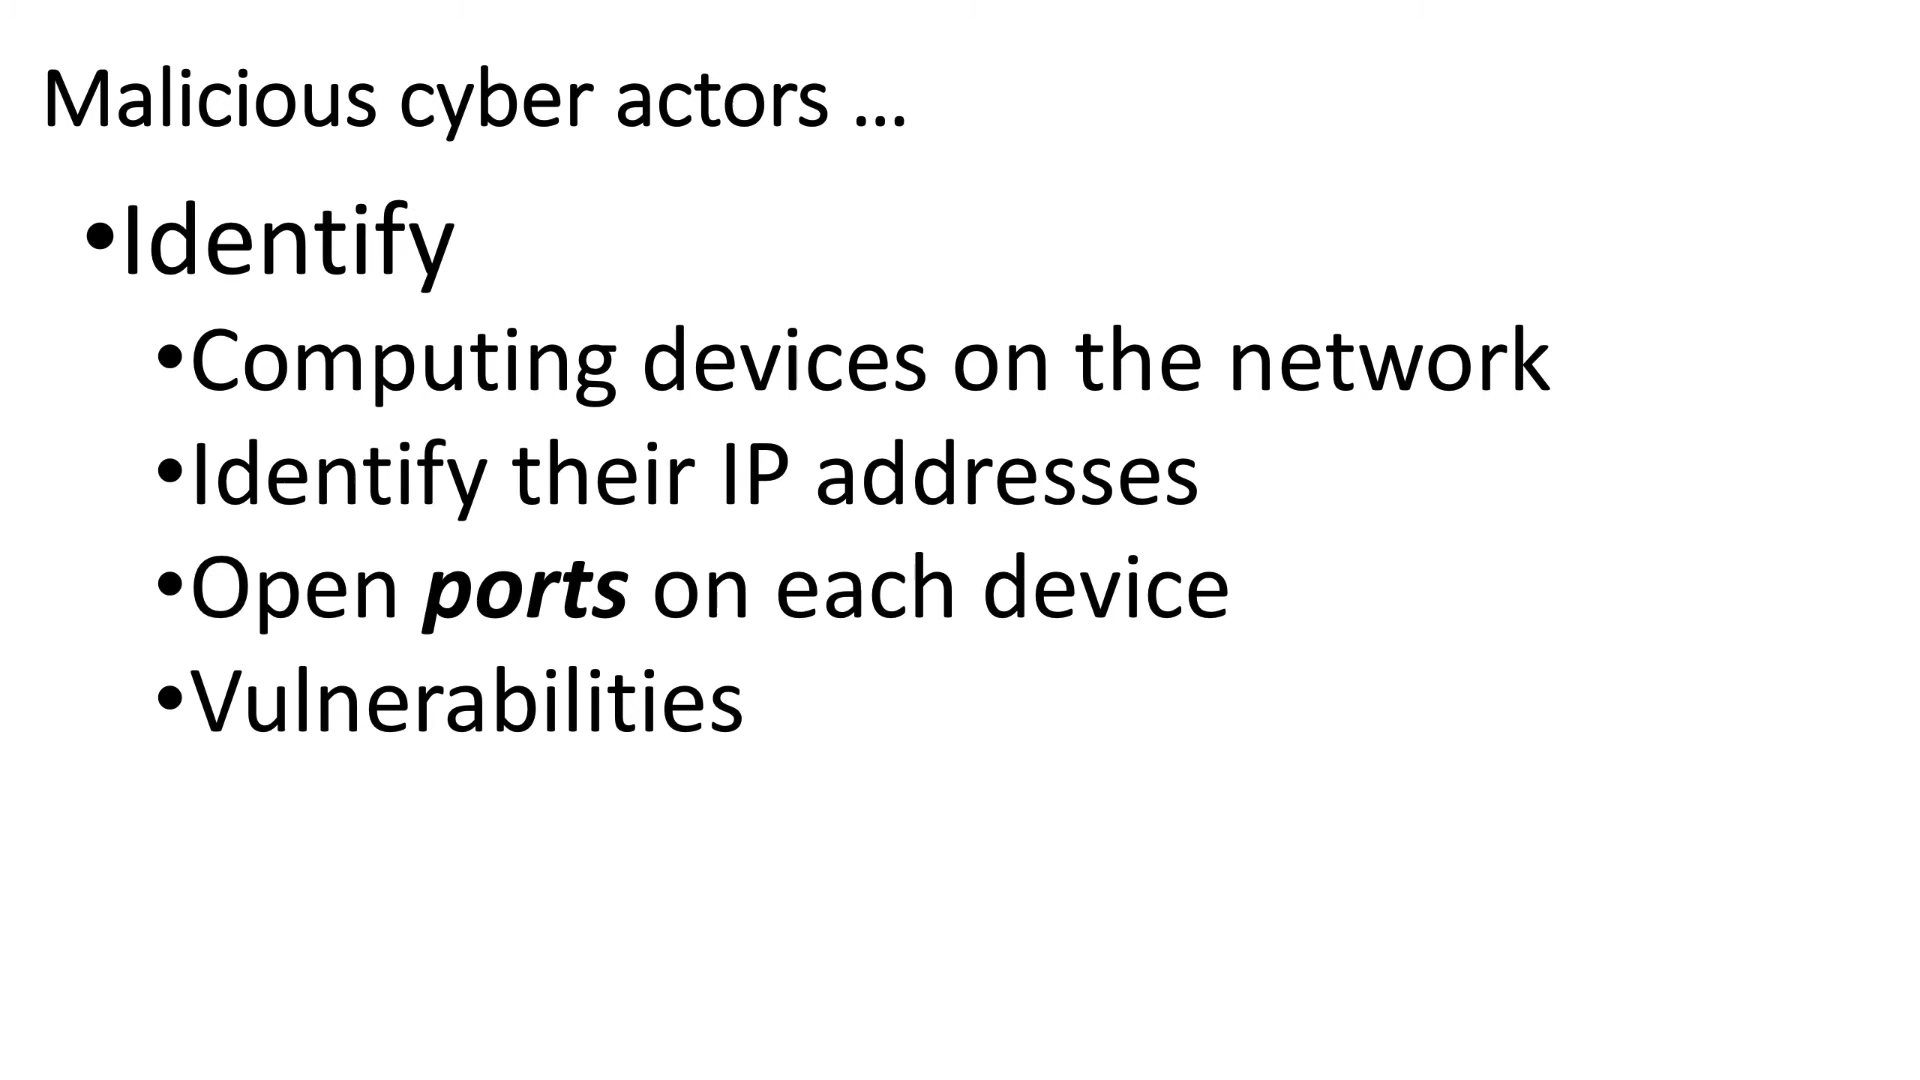 Malicious cyber actors …
•Identify
•Computing devices on the network
•Identify their IP addresses
•Open ports on each device
•Vulnerabilities